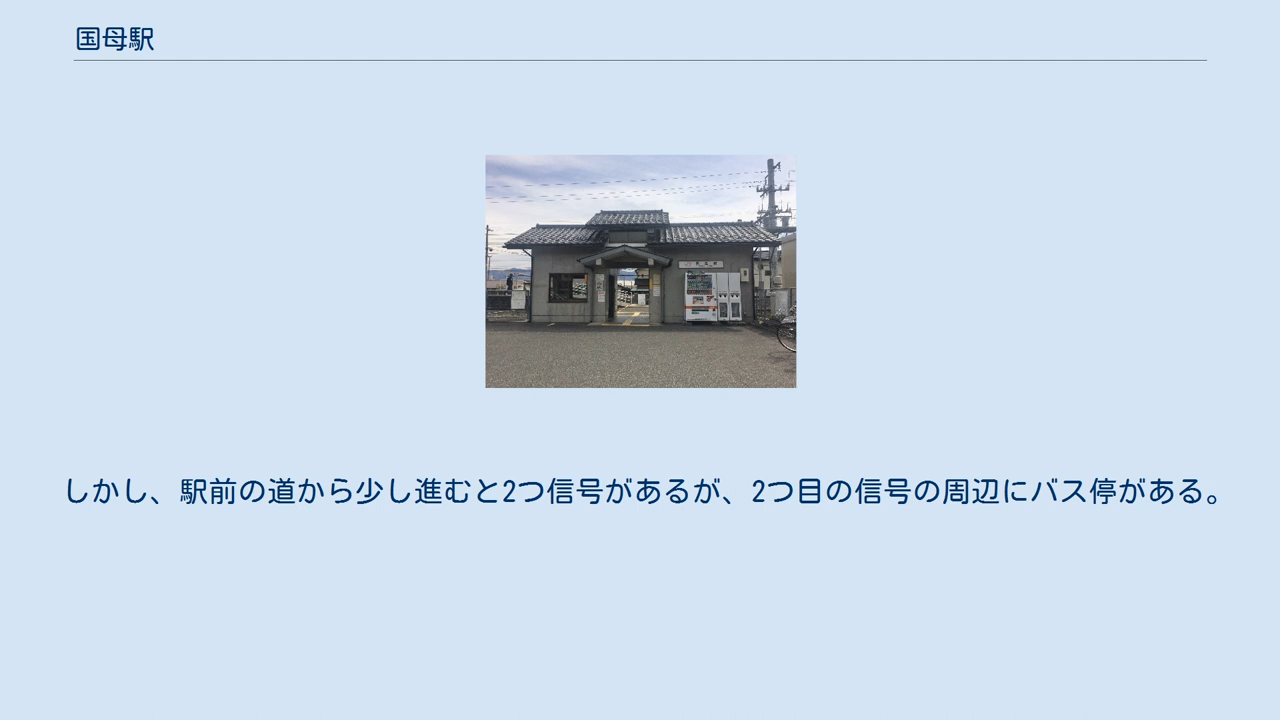 国母駅
しかし、駅前の道から少し進むと2つ信号があるが、2つ目の信号の周辺にバス停がある。